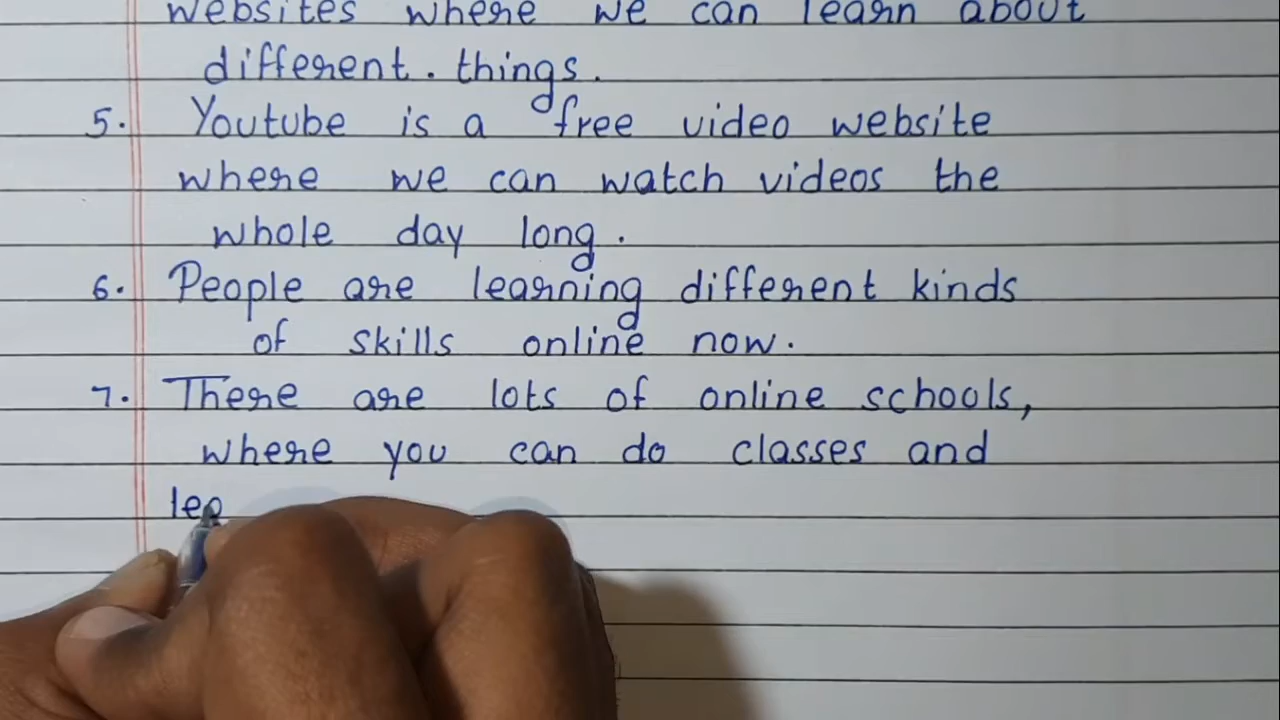 websites where we can learn about
different. things.
5. Youtube is a free video website
where we can watch videos the
whole day long.
6. People are learning different kinds
of skills online now.
7. There are lots of online schools,
where you can do classes and
lea